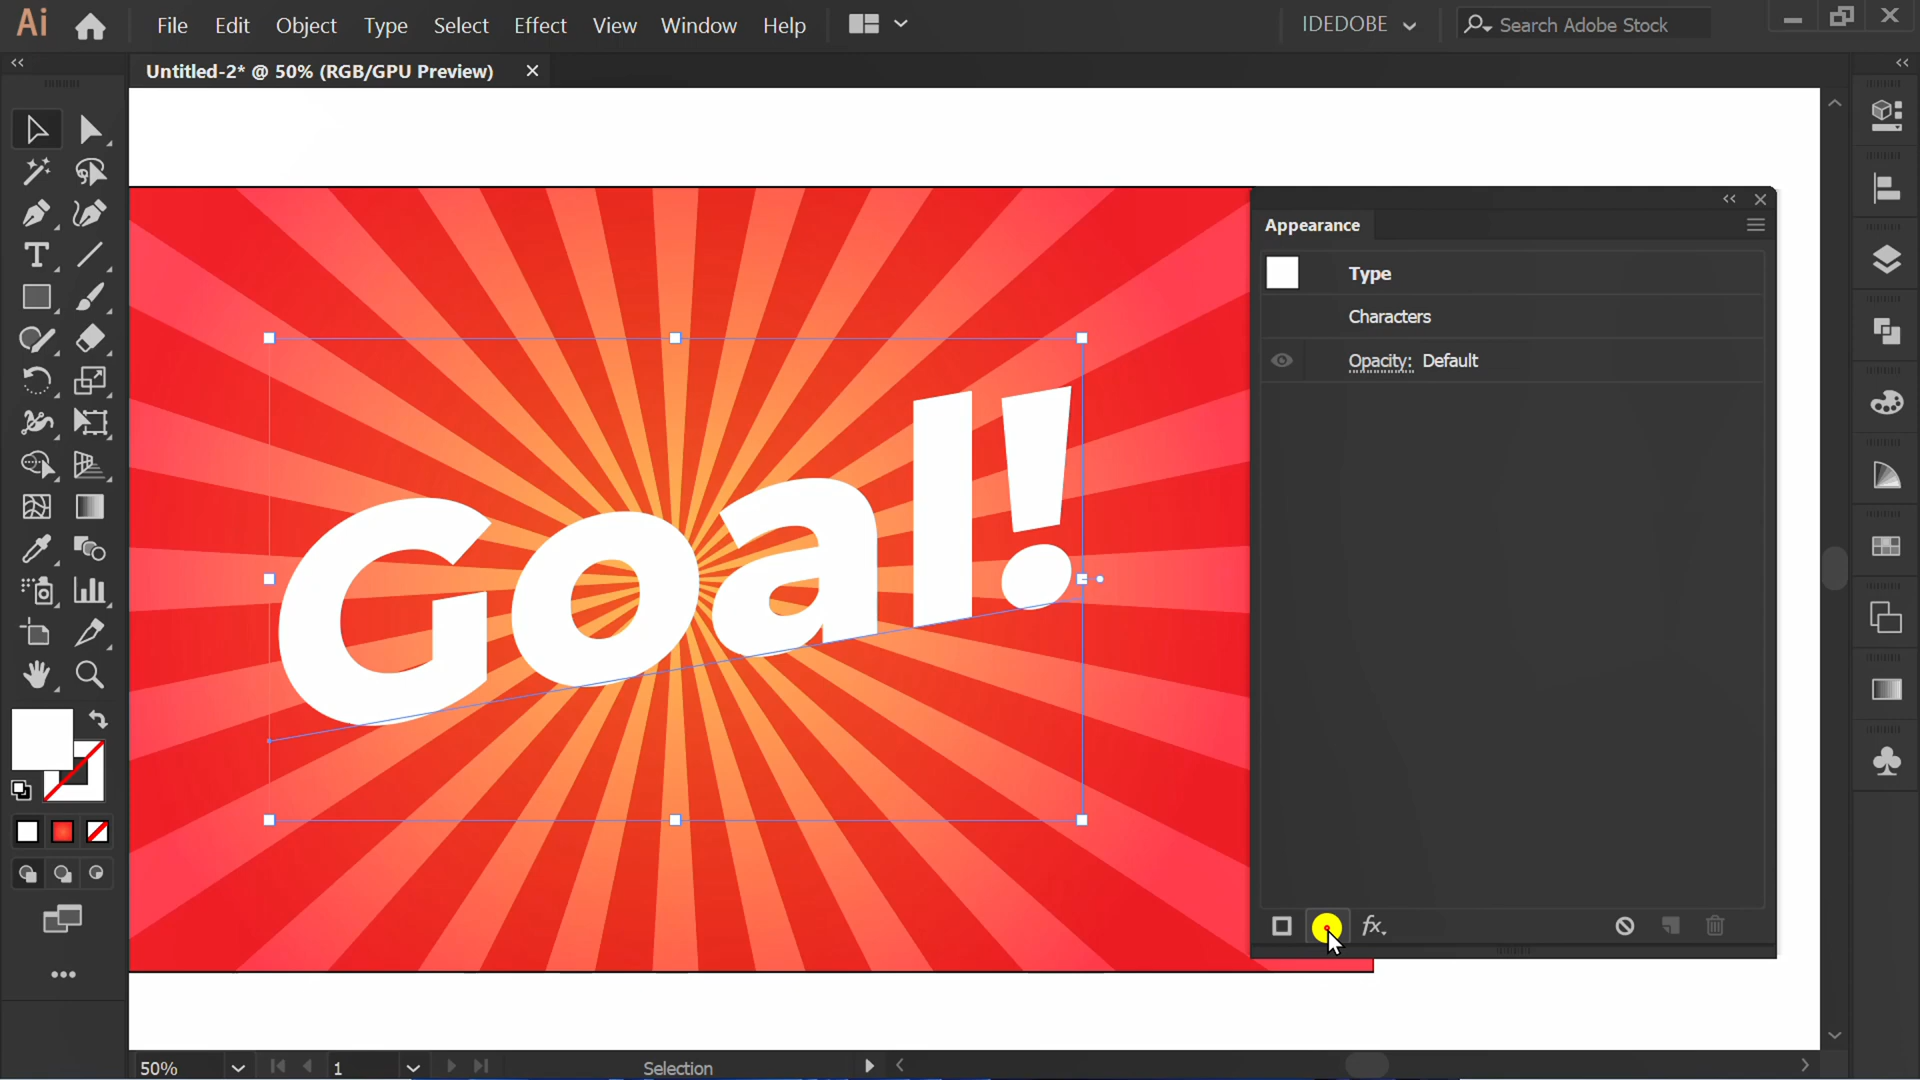 Ai File Edit Object Type Select Effect View Window Help IDEDOBE Search Adobe Stock
Untitled-2* @ 50% (RGB/GPU Preview)
Appearance
Type
Characters
Opacity: Default
Goal!
fx
50% 1 Selection